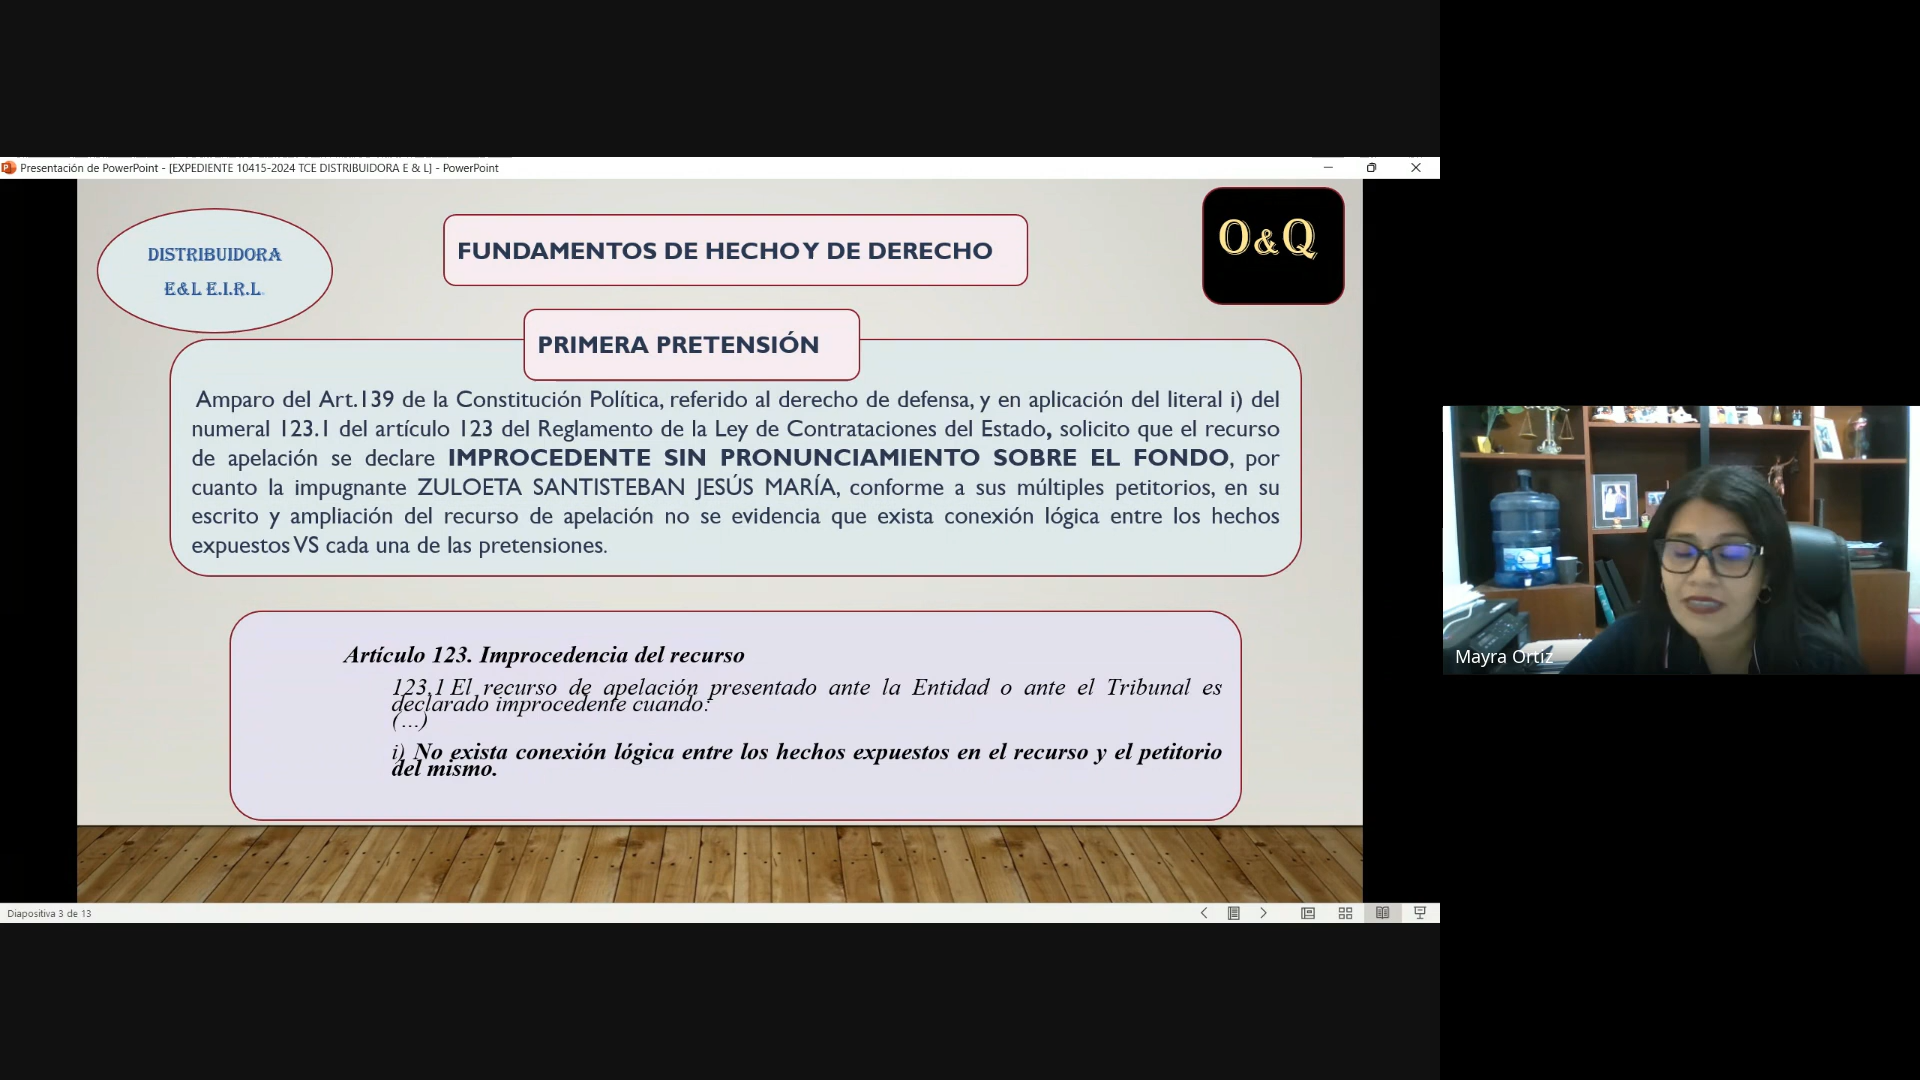 Presentación de PowerPoint - [EXPEDIENTE 10415-2024 TCE DISTRIBUIDORA E & L] - PowerPoint
DISTRIBUIDORA
E&L E.I.R.L.
FUNDAMENTOS DE HECHO Y DE DERECHO
O&Q
PRIMERA PRETENSIÓN
Amparo del Art.139 de la Constitución Política, referido al derecho de defensa, y en aplicación del literal i) del
numeral 123.1 del artículo 123 del Reglamento de la Ley de Contrataciones del Estado, solicito que el recurso
de apelación se declare IMPROCEDENTE SIN PRONUNCIAMIENTO SOBRE EL FONDO, por
cuanto la impugnante ZULOETA SANTISTEBAN JESÚS MARÍA, conforme a sus múltiples petitorios, en su
escrito y ampliación del recurso de apelación no se evidencia que exista conexión lógica entre los hechos
expuestos VS cada una de las pretensiones.
Artículo 123. Improcedencia del recurso
123.1 El recurso de apelación presentado ante la Entidad o ante el Tribunal es
declarado improcedente cuando:
(...)
i) No exista conexión lógica entre los hechos expuestos en el recurso y el petitorio
del mismo.
Mayra Ortiz
Diapositiva 3 de 13